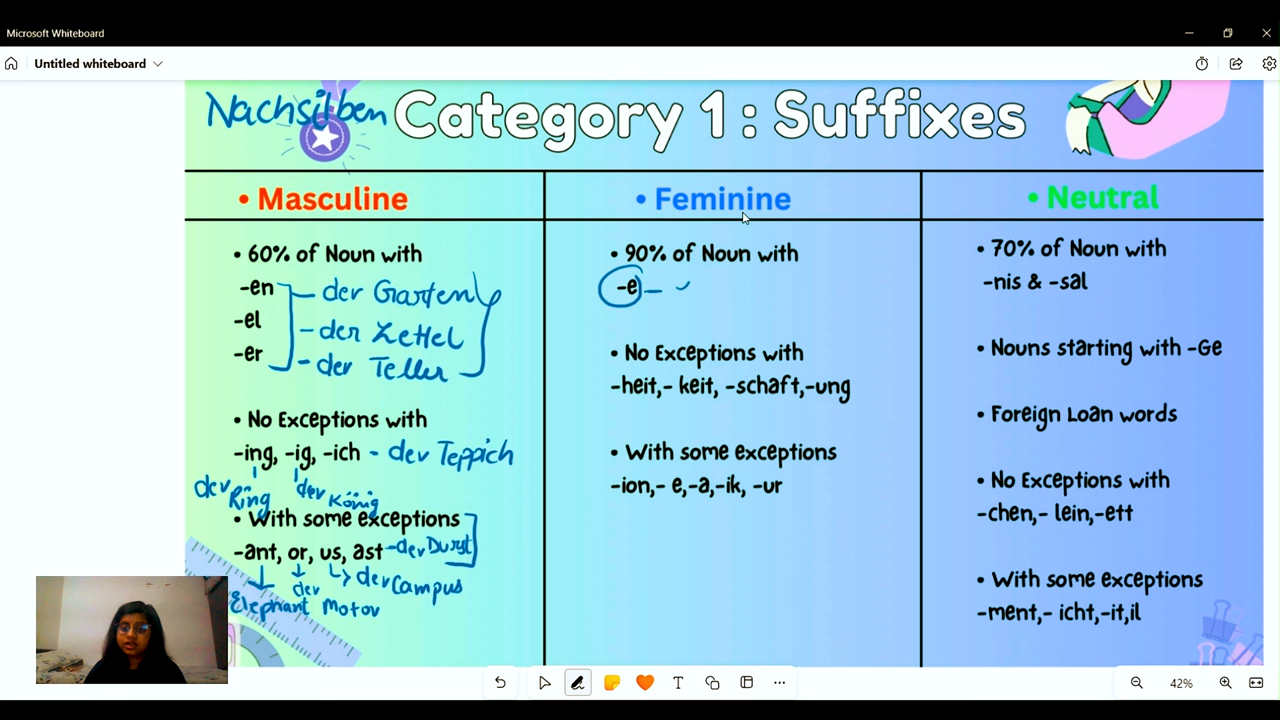 Microsoft Whiteboard
Untitled whiteboard
Nachsilben Category 1 : Suffixes
• Masculine
• 60% of Noun with
-en - der Garten
-el - der Zettel
-er - der Teller
• No Exceptions with
-ing, -ig, -ich - der Teppich
der Ring der König
• With some exceptions
-ant, or, us, ast - der Durst
der Campus
Elephant der Motor
• Feminine
• 90% of Noun with
-e
• No Exceptions with
-heit,- keit, -schaft,-ung
• With some exceptions
-ion,- e,-a,-ik, -ur
• Neutral
• 70% of Noun with
-nis & -sal
• Nouns starting with -Ge
• Foreign Loan words
• No Exceptions with
-chen,- lein,-ett
• With some exceptions
-ment,- icht,-it,il
42%